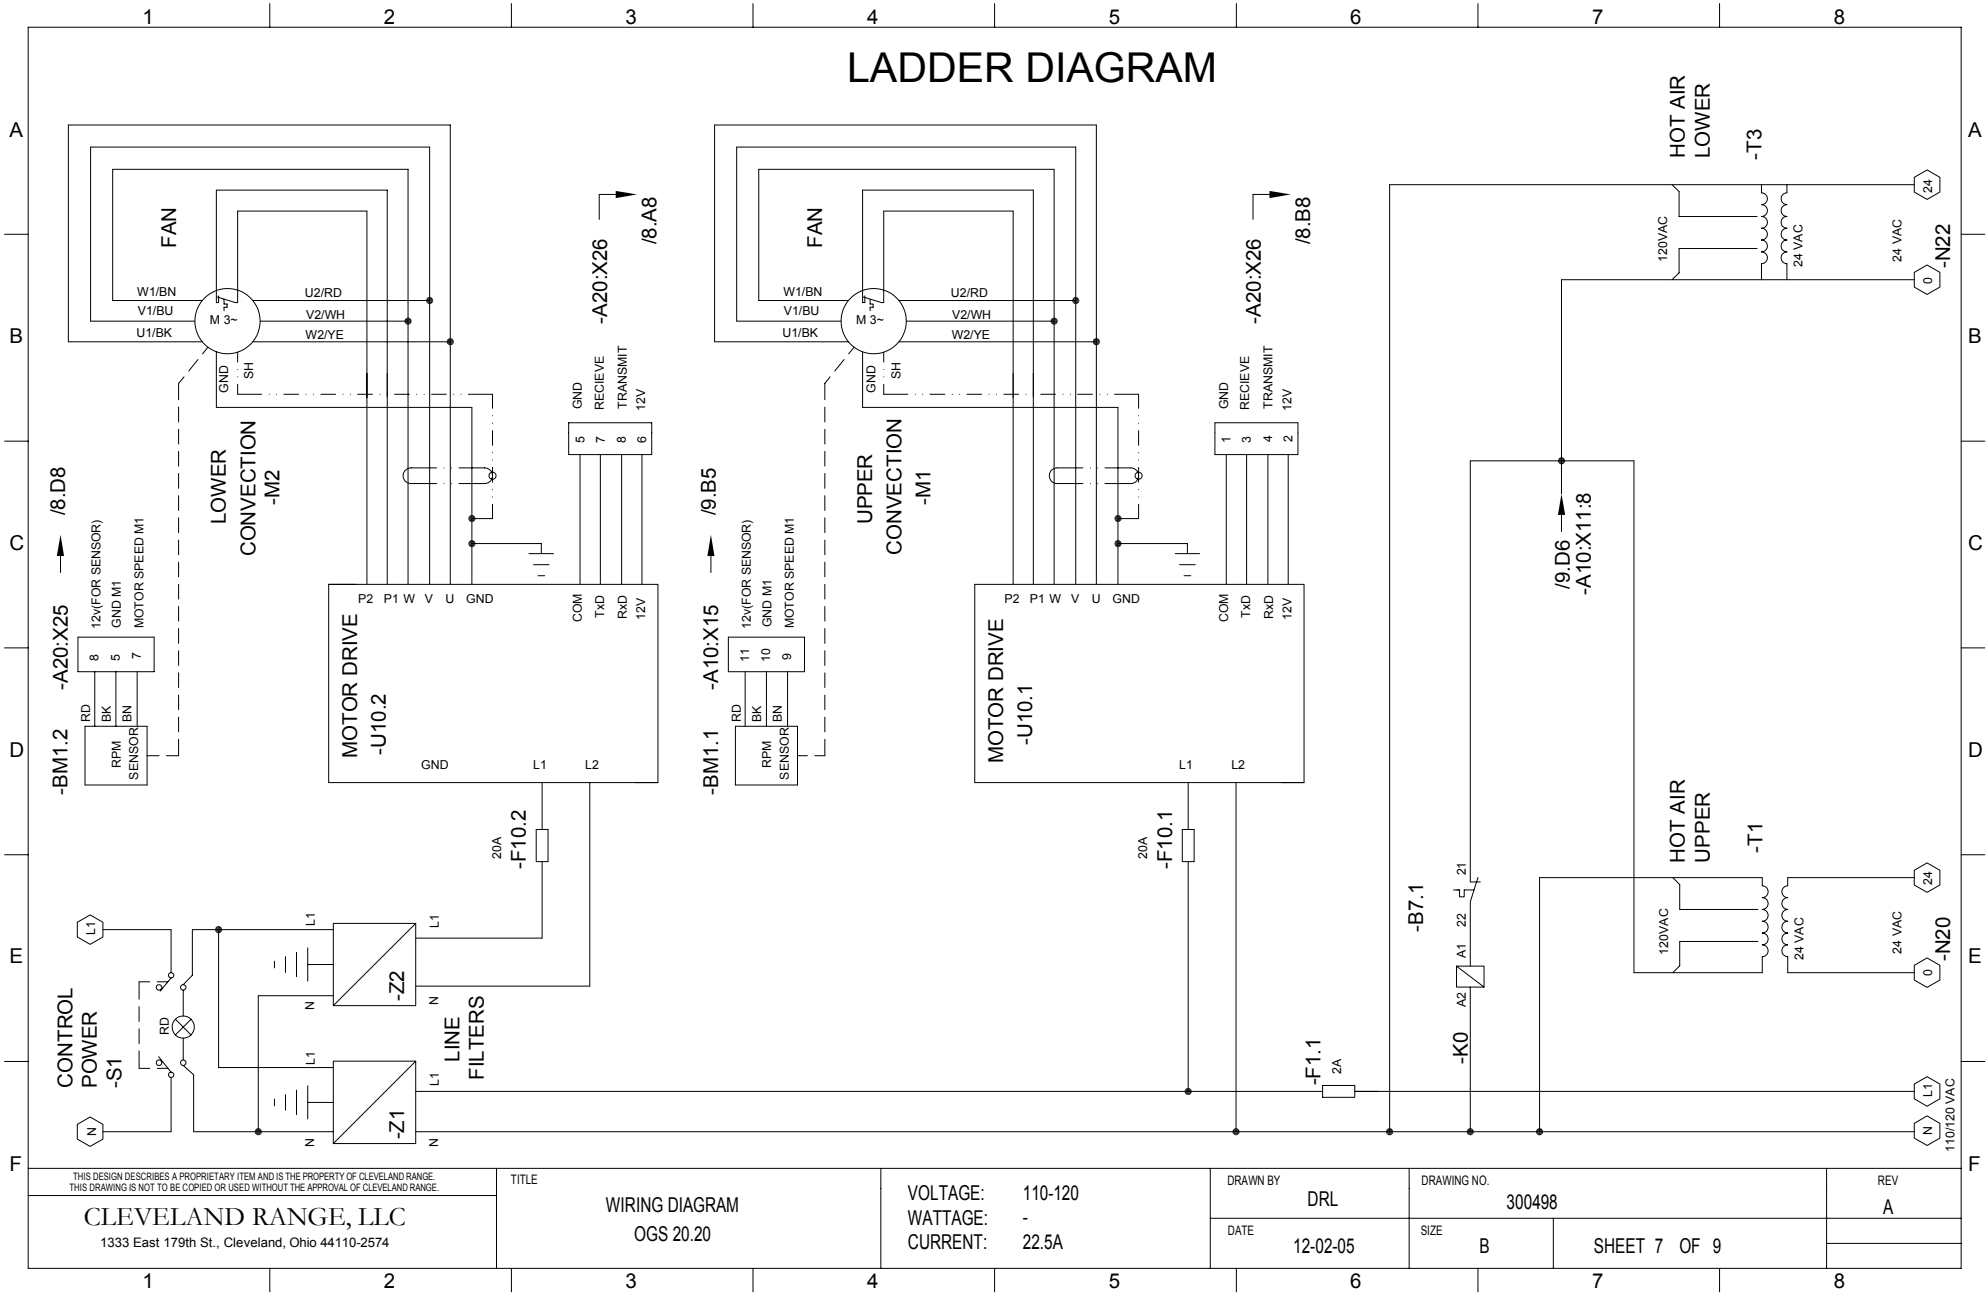 1 2 3 4 5 6 7 8
LADDER DIAGRAM
A
B
C
D
E
F
FAN
W1/BN
V1/BU
U1/BK
M 3~
U2/RD
V2/WH
W2/YE
GND
SH
LOWER
CONVECTION
-M2
-A20:X26
/8.A8
GND
RECIEVE
TRANSMIT
12V
5
7
8
6
/8.D8
-A20:X25
12v(FOR SENSOR)
GND M1
MOTOR SPEED M1
8
5
7
RD
BK
BN
-BM1.2
RPM
SENSOR
P2 P1 W V U GND
COM
TxD
RxD
12V
MOTOR DRIVE
-U10.2
GND
L1 L2
20A
-F10.2
FAN
W1/BN
V1/BU
U1/BK
M 3~
U2/RD
V2/WH
W2/YE
GND
SH
UPPER
CONVECTION
-M1
-A20:X26
/8.B8
GND
RECIEVE
TRANSMIT
12V
1
3
4
2
/9.B5
-A10:X15
12v(FOR SENSOR)
GND M1
MOTOR SPEED M1
11
10
9
RD
BK
BN
-BM1.1
RPM
SENSOR
P2 P1 W V U GND
COM
TxD
RxD
12V
MOTOR DRIVE
-U10.1
L1 L2
20A
-F10.1
HOT AIR
LOWER
-T3
120VAC
24 VAC
24 VAC
24
0
-N22
/9.D6
-A10:X11:8
HOT AIR
UPPER
-T1
120VAC
24 VAC
24 VAC
24
0
-N20
-B7.1
21
22
A1
A2
-K0
-F1.1
2A
L1
N
110/120 VAC
L1
CONTROL
POWER
-S1
RD
N
L1
N
-Z2
L1
N
LINE
FILTERS
L1
N
-Z1
L1
N
A
B
C
D
E
F
THIS DESIGN DESCRIBES A PROPRIETARY ITEM AND IS THE PROPERTY OF CLEVELAND RANGE.
THIS DRAWING IS NOT TO BE COPIED OR USED WITHOUT THE APPROVAL OF CLEVELAND RANGE.
CLEVELAND RANGE, LLC
1333 East 179th St., Cleveland, Ohio 44110-2574
TITLE
WIRING DIAGRAM
OGS 20.20
VOLTAGE: 110-120
WATTAGE: -
CURRENT: 22.5A
DRAWN BY
DRL
DATE
12-02-05
DRAWING NO.
300498
SIZE
B
SHEET 7 OF 9
REV
A
1 2 3 4 5 6 7 8